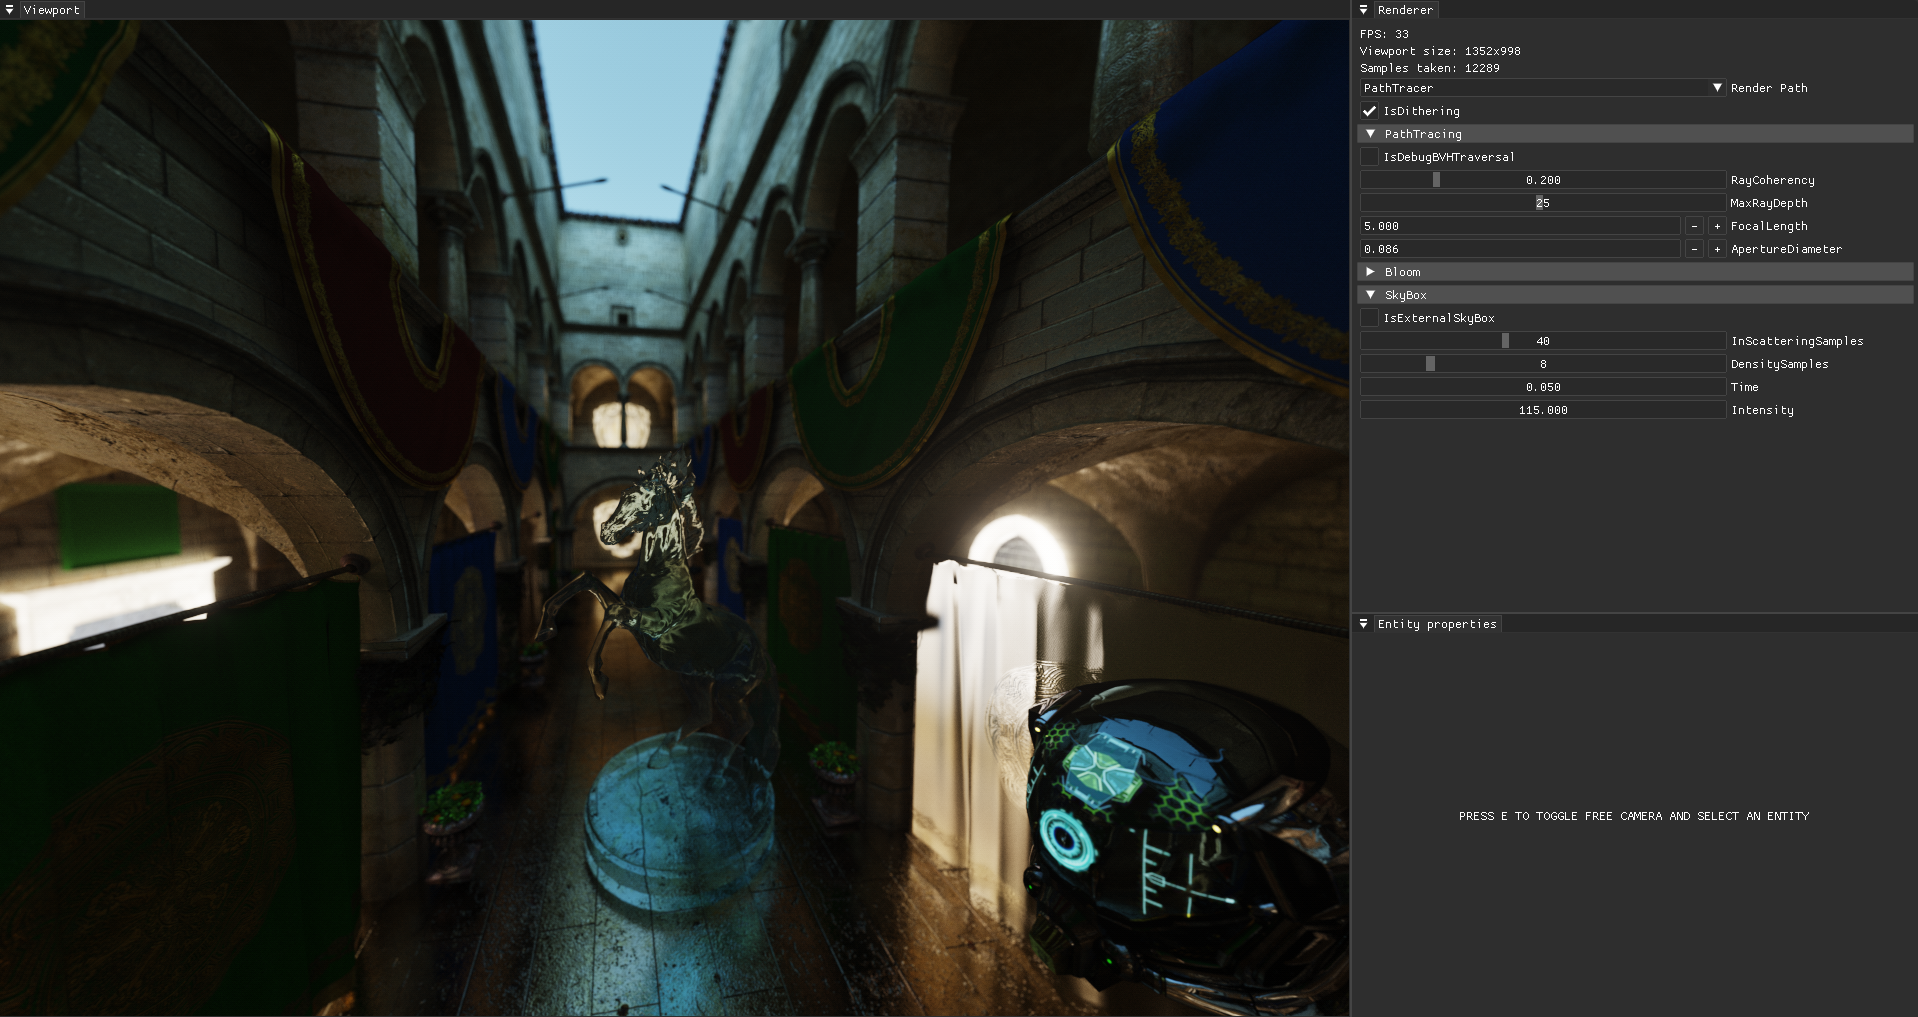 Viewport
Renderer
FPS: 33
Viewport size: 1352x998
Samples taken: 12289
PathTracer Render Path
IsDithering
PathTracing
IsDebugBVHTraversal
0.200 RayCoherency
25 MaxRayDepth
5.000 - + FocalLength
0.086 - + ApertureDiameter
Bloom
SkyBox
IsExternalSkyBox
40 InScatteringSamples
8 DensitySamples
0.050 Time
115.000 Intensity
Entity properties
PRESS E TO TOGGLE FREE CAMERA AND SELECT AN ENTITY